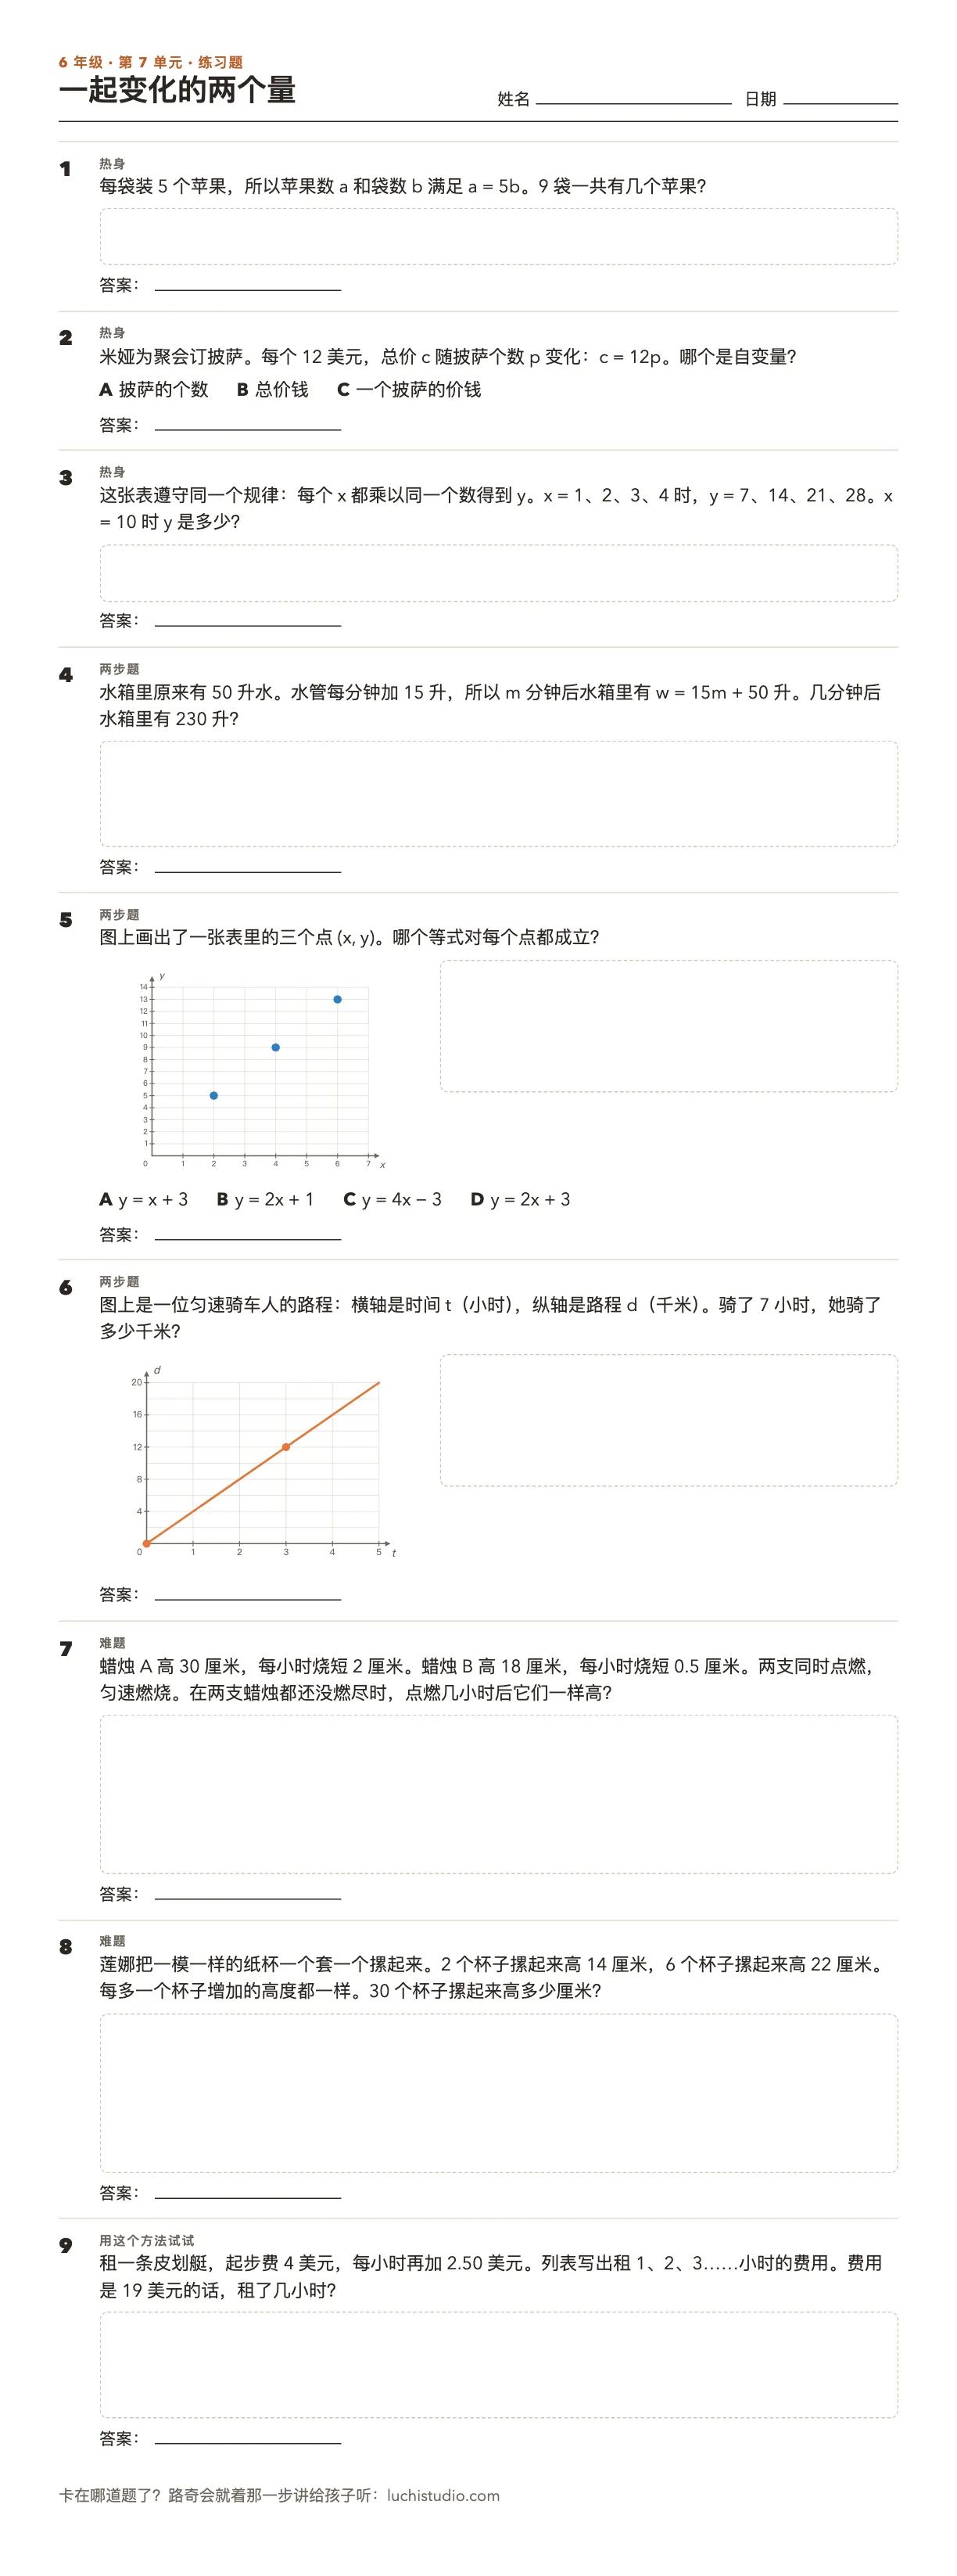 6 年级·第 7 单元·练习题
一起变化的两个量
姓名 日期
1 热身
每袋装 5 个苹果，所以苹果数 a 和袋数 b 满足 a = 5b。9 袋一共有几个苹果？
答案：
2 热身
米娅为聚会订披萨。每个 12 美元，总价 c 随披萨个数 p 变化：c = 12p。哪个是自变量？
A 披萨的个数 B 总价钱 C 一个披萨的价钱
答案：
3 热身
这张表遵守同一个规律：每个 x 都乘以同一个数得到 y。x = 1、2、3、4 时，y = 7、14、21、28。x
= 10 时 y 是多少？
答案：
4 两步题
水箱里原来有 50 升水。水管每分钟加 15 升，所以 m 分钟后水箱里有 w = 15m + 50 升。几分钟后
水箱里有 230 升？
答案：
5 两步题
图上画出了一张表里的三个点 (x, y)。哪个等式对每个点都成立？
y
14
13
12
11
10
9
8
7
6
5
4
3
2
1
0 1 2 3 4 5 6 7 x
A y = x + 3 B y = 2x + 1 C y = 4x − 3 D y = 2x + 3
答案：
6 两步题
图上是一位匀速骑车人的路程：横轴是时间 t（小时），纵轴是路程 d（千米）。骑了 7 小时，她骑了
多少千米？
d
20
16
12
8
4
0 1 2 3 4 5 t
答案：
7 难题
蜡烛 A 高 30 厘米，每小时烧短 2 厘米。蜡烛 B 高 18 厘米，每小时烧短 0.5 厘米。两支同时点燃，
匀速燃烧。在两支蜡烛都还没燃尽时，点燃几小时后它们一样高？
答案：
8 难题
莲娜把一模一样的纸杯一个套一个摞起来。2 个杯子摞起来高 14 厘米，6 个杯子摞起来高 22 厘米。
每多一个杯子增加的高度都一样。30 个杯子摞起来高多少厘米？
答案：
9 用这个方法试试
租一条皮划艇，起步费 4 美元，每小时再加 2.50 美元。列表写出租 1、2、3……小时的费用。费用
是 19 美元的话，租了几小时？
答案：
卡在哪道题了？路奇会就着那一步讲给孩子听：luchistudio.com